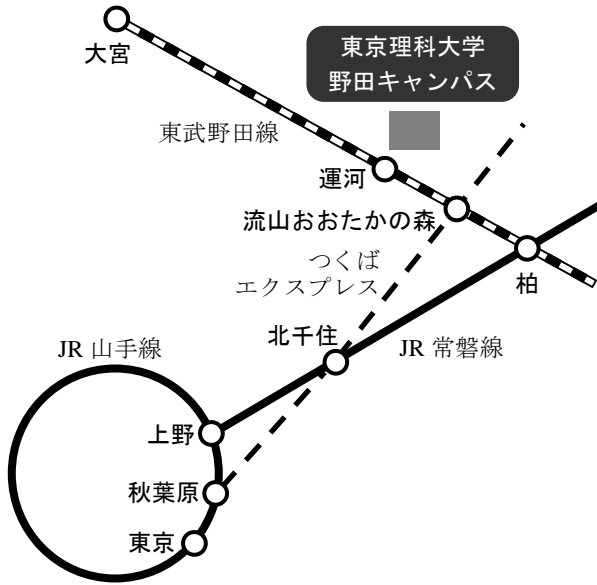 大宮
東京理科大学
野田キャンパス
東武野田線
運河
流山おおたかの森
つくば
エクスプレス
柏
北千住
JR 山手線
JR 常磐線
上野
秋葉原
東京